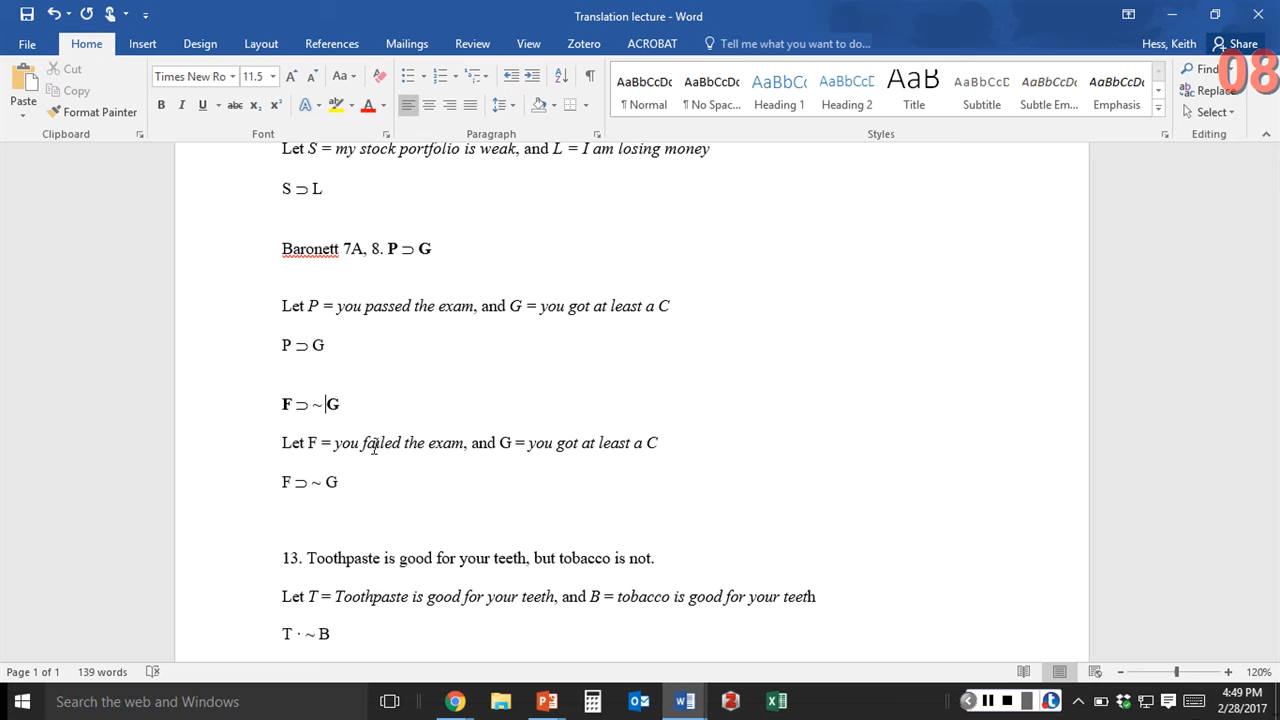 Translation lecture - Word
File Home Insert Design Layout References Mailings Review View Zotero ACROBAT Tell me what you want to do... Hess, Keith Share
08
Paste Cut Copy Format Painter
Times New Ro 11.5
AaBbCcDc AaBbCcDc AaBbCc AaBbCcDc AaB AaBbCcDc AaBbCcDc AaBbCcDc
¶ Normal ¶ No Spac... Heading 1 Heading 2 Title Subtitle Subtle Em... Emphasis
Find Replace Select
Clipboard Font Paragraph Styles Editing
Let S = my stock portfolio is weak, and L = I am losing money
S ⊃ L
Baronett 7A, 8. P ⊃ G
Let P = you passed the exam, and G = you got at least a C
P ⊃ G
F ⊃ ~ G
Let F = you failed the exam, and G = you got at least a C
F ⊃ ~ G
13. Toothpaste is good for your teeth, but tobacco is not.
Let T = Toothpaste is good for your teeth, and B = tobacco is good for your teeth
T · ~ B
Page 1 of 1 139 words 120%
Search the web and Windows
4:49 PM
2/28/2017